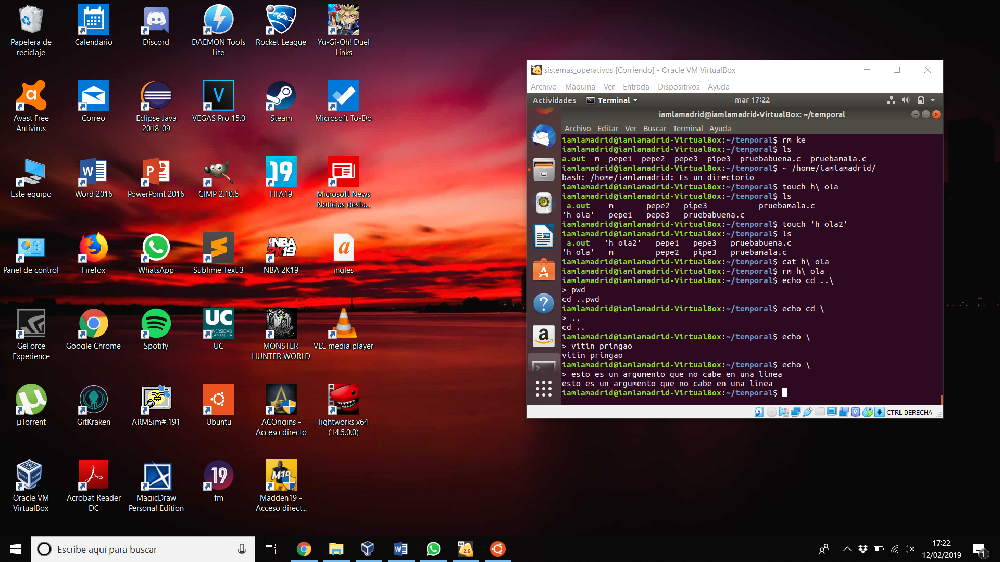 Papelera de
reciclaje
Calendario
Discord
DAEMON Tools
Lite
Rocket League
Yu-Gi-Oh! Duel
Links
Avast Free
Antivirus
Correo
Eclipse Java
2018-09
VEGAS Pro 15.0
Steam
Microsoft To-Do
Este equipo
Word 2016
PowerPoint 2016
GIMP 2.10.6
19
FIFA19
Microsoft News
Noticias desta...
Panel de control
Firefox
WhatsApp
Sublime Text 3
NBA
2K19
NBA 2K19
ingles
GeForce
Experience
Google Chrome
Spotify
UC
UNIVERSIDAD
CANTABRIA
UC
MONSTER
HUNTER WORLD
VLC media player
µTorrent
GitKraken
ARMSim#.191
Ubuntu
ACOrigins -
Acceso directo
lightworks x64
(14.5.0.0)
Oracle VM
VirtualBox
Acrobat Reader
DC
MagicDraw
Personal Edition
19
fm
M19
Madden19 -
Acceso direct...
sistemas_operativos [Corriendo] - Oracle VM VirtualBox
Archivo Máquina Ver Entrada Dispositivos Ayuda
Actividades Terminal mar 17:22
iamlamadrid@iamlamadrid-VirtualBox: ~/temporal
Archivo Editar Ver Buscar Terminal Ayuda
iamlamadrid@iamlamadrid-VirtualBox:~/temporal$ rm ke
iamlamadrid@iamlamadrid-VirtualBox:~/temporal$ ls
a.out m pepe1 pepe2 pepe3 pipe3 pruebabuena.c pruebamala.c
iamlamadrid@iamlamadrid-VirtualBox:~/temporal$ ~ /home/iamlamadrid/
bash: /home/iamlamadrid: Es un directorio
iamlamadrid@iamlamadrid-VirtualBox:~/temporal$ touch h\ ola
iamlamadrid@iamlamadrid-VirtualBox:~/temporal$ ls
a.out m pepe2 pipe3 pruebamala.c
'h ola' pepe1 pepe3 pruebabuena.c
iamlamadrid@iamlamadrid-VirtualBox:~/temporal$ touch 'h ola2'
iamlamadrid@iamlamadrid-VirtualBox:~/temporal$ ls
a.out 'h ola2' pepe1 pepe3 pruebabuena.c
'h ola' m pepe2 pipe3 pruebamala.c
iamlamadrid@iamlamadrid-VirtualBox:~/temporal$ cat h\ ola
iamlamadrid@iamlamadrid-VirtualBox:~/temporal$ rm h\ ola
iamlamadrid@iamlamadrid-VirtualBox:~/temporal$ echo cd ..\
> pwd
cd ..pwd
iamlamadrid@iamlamadrid-VirtualBox:~/temporal$ echo cd \
> ..
cd ..
iamlamadrid@iamlamadrid-VirtualBox:~/temporal$ echo \
> vitin pringao
vitin pringao
iamlamadrid@iamlamadrid-VirtualBox:~/temporal$ echo \
> esto es un argumento que no cabe en una linea
esto es un argumento que no cabe en una linea
iamlamadrid@iamlamadrid-VirtualBox:~/temporal$
CTRL DERECHA
Escribe aquí para buscar
64
2.6
17:22
12/02/2019
1